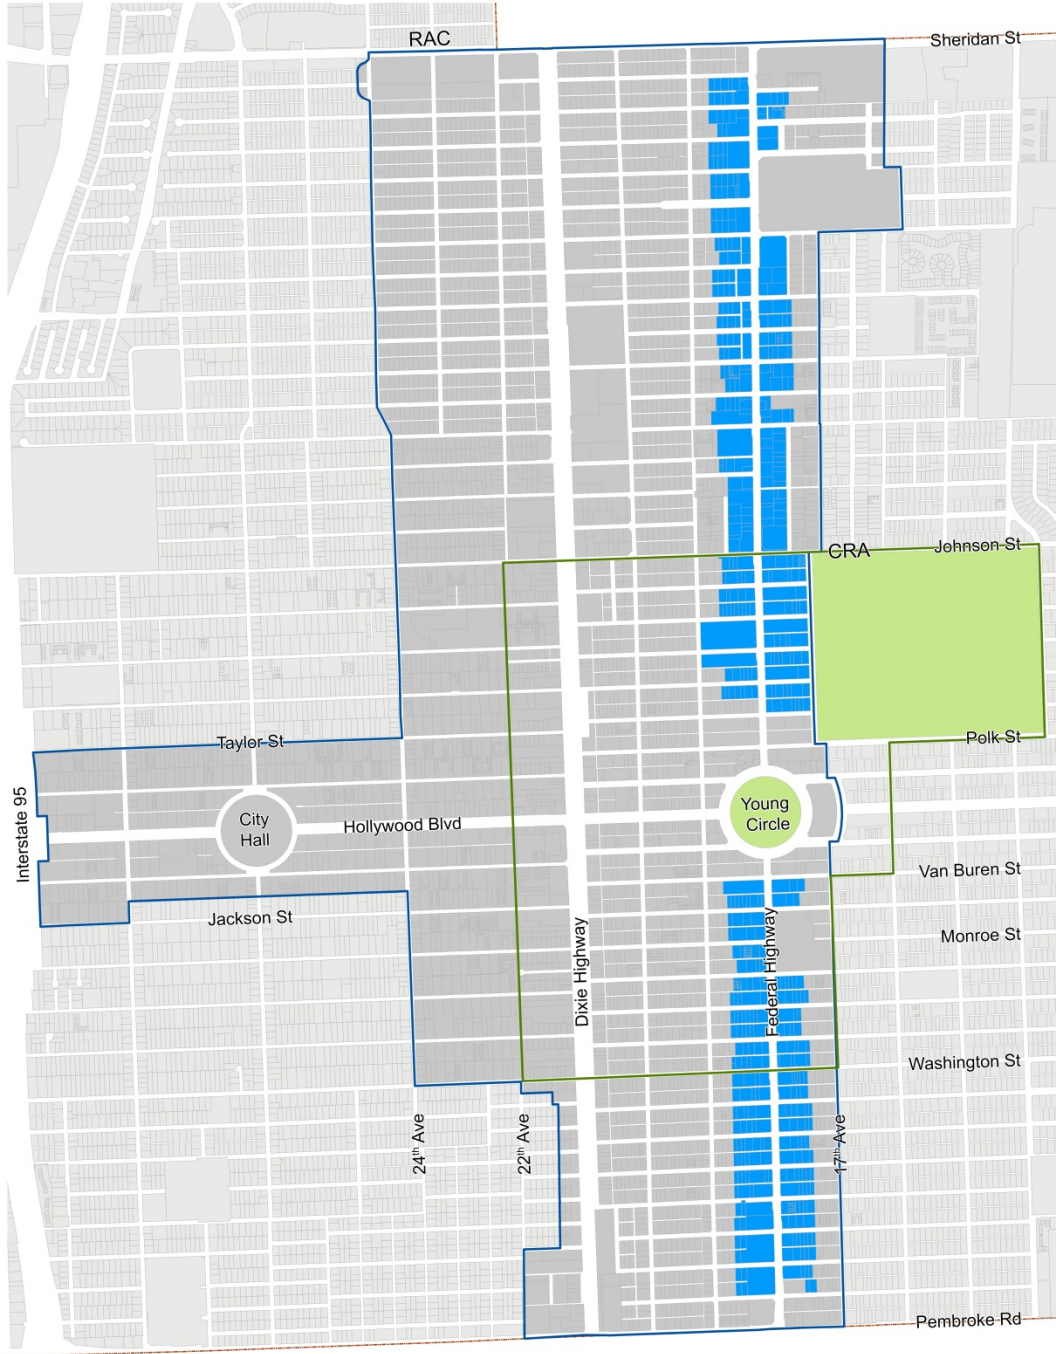 RAC
Sheridan St
CRA
Johnson St
Taylor St
Polk St
Interstate 95
City
Hall
Hollywood Blvd
Young
Circle
Van Buren St
Jackson St
Monroe St
Dixie Highway
Federal Highway
Washington St
24th Ave
22th Ave
17th Ave
Pembroke Rd